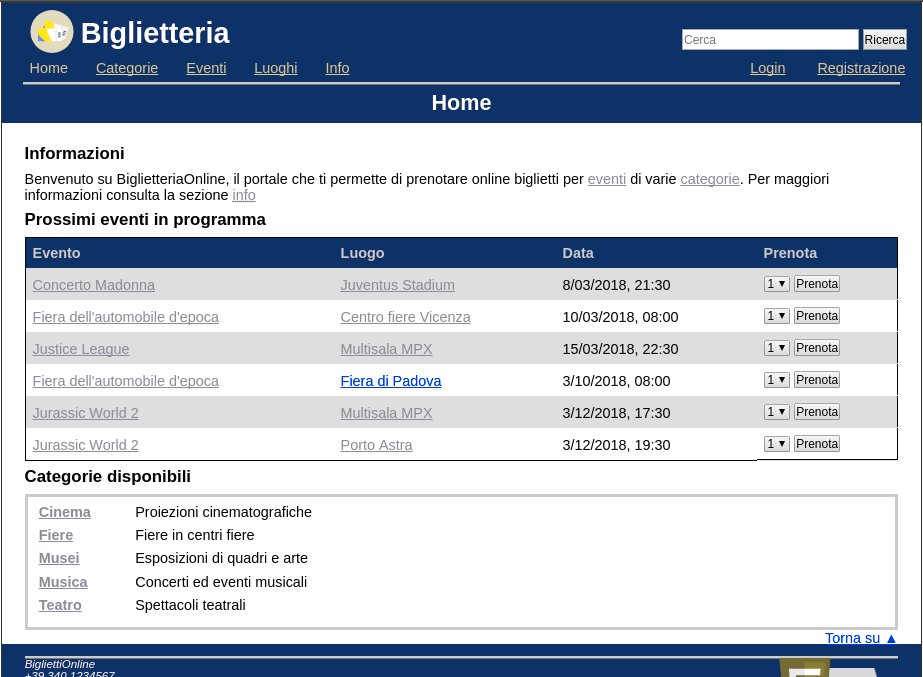 Biglietteria
Cerca Ricerca
Home Categorie Eventi Luoghi Info Login Registrazione
Home
Informazioni
Benvenuto su BiglietteriaOnline, il portale che ti permette di prenotare online biglietti per eventi di varie categorie. Per maggiori
informazioni consulta la sezione info
Prossimi eventi in programma
Evento Luogo Data Prenota
Concerto Madonna Juventus Stadium 8/03/2018, 21:30 1 ▼ Prenota
Fiera dell'automobile d'epoca Centro fiere Vicenza 10/03/2018, 08:00 1 ▼ Prenota
Justice League Multisala MPX 15/03/2018, 22:30 1 ▼ Prenota
Fiera dell'automobile d'epoca Fiera di Padova 3/10/2018, 08:00 1 ▼ Prenota
Jurassic World 2 Multisala MPX 3/12/2018, 17:30 1 ▼ Prenota
Jurassic World 2 Porto Astra 3/12/2018, 19:30 1 ▼ Prenota
Categorie disponibili
Cinema Proiezioni cinematografiche
Fiere Fiere in centri fiere
Musei Esposizioni di quadri e arte
Musica Concerti ed eventi musicali
Teatro Spettacoli teatrali
Torna su ▲
BigliettiOnline
+39 340 1234567